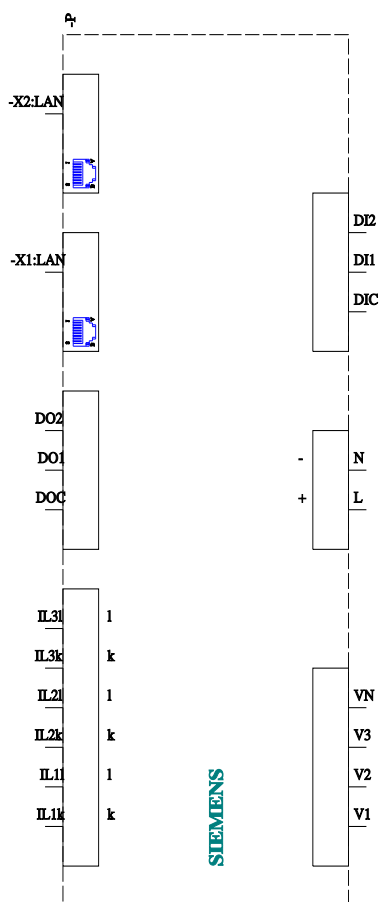 -P
-X2:LAN
-X1:LAN
DI2
DI1
DIC
DO2
DO1
DOC
- N
+ L
IL3l l
IL3k k
IL2l l
IL2k k
IL1l l
IL1k k
VN
V3
V2
V1
SIEMENS